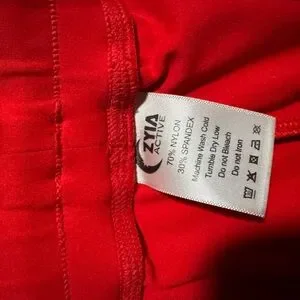 ZYIA
ACTIVE
70% NYLON
30% SPANDEX
Machine Wash Cold
Tumble Dry Low
Do not Bleach
Do not Iron